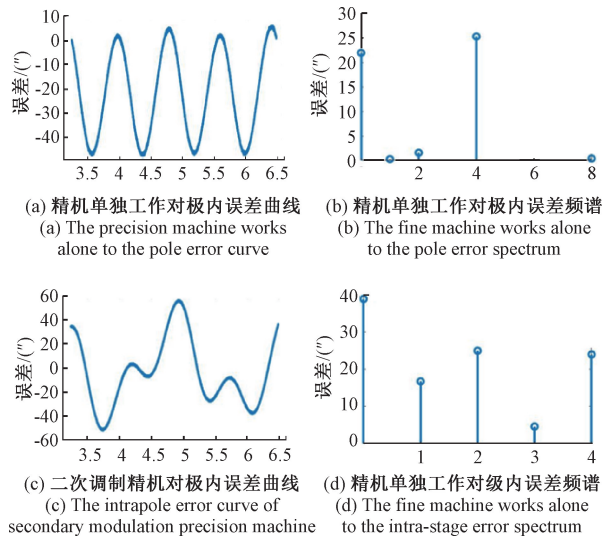 10
0
-10
-20
-30
-40
误差/(″)
3.5 4 4.5 5 5.5 6 6.5
30
25
20
15
10
5
0
误差/(″)
2 4 6 8
(a) 精机单独工作对极内误差曲线
(a) The precision machine works
alone to the pole error curve
(b) 精机单独工作对极内误差频谱
(b) The fine machine works alone
to the pole error spectrum
60
40
20
0
-20
-40
-60
误差/(″)
3.5 4 4.5 5 5.5 6 6.5
40
30
20
10
0
误差/(″)
1 2 3 4
(c) 二次调制精机对极内误差曲线
(c) The intrapole error curve of
secondary modulation precision machine
(d) 精机单独工作对级内误差频谱
(d) The fine machine works alone
to the intra-stage error spectrum